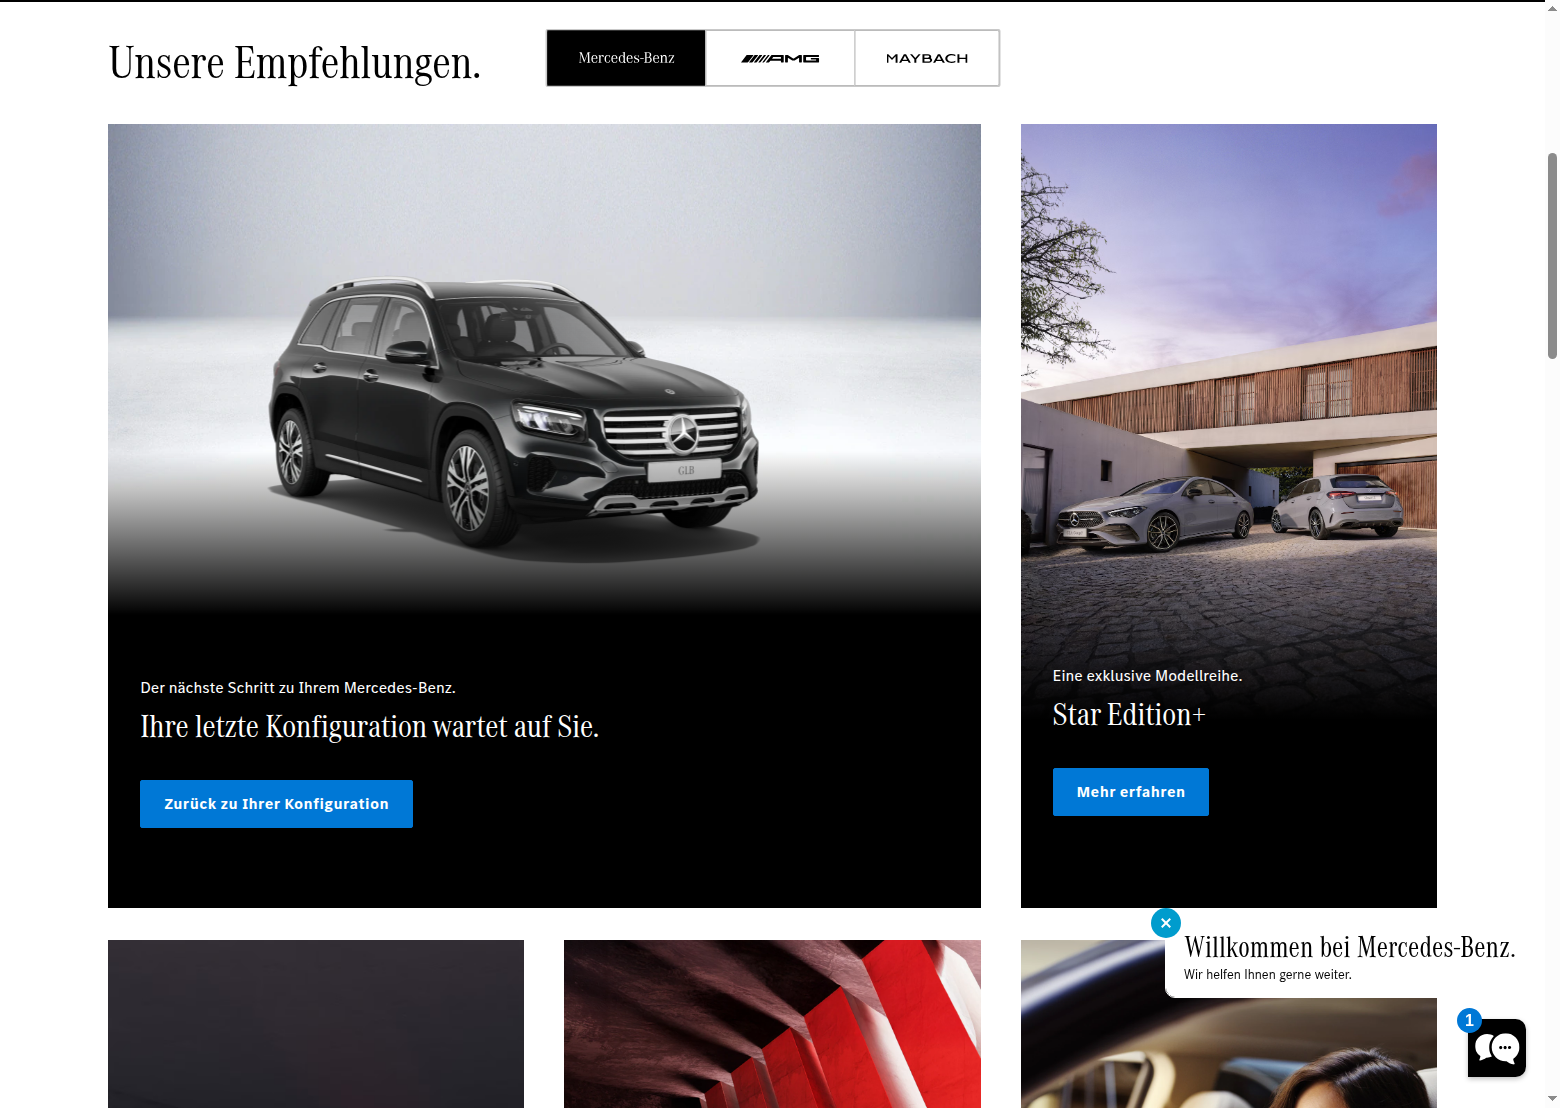 Unsere Empfehlungen.
Mercedes-Benz
AMG
MAYBACH
GLB
Der nächste Schritt zu Ihrem Mercedes-Benz.
Ihre letzte Konfiguration wartet auf Sie.
Zurück zu Ihrer Konfiguration
Eine exklusive Modellreihe.
Star Edition+
Mehr erfahren
Willkommen bei Mercedes-Benz.
Wir helfen Ihnen gerne weiter.
1